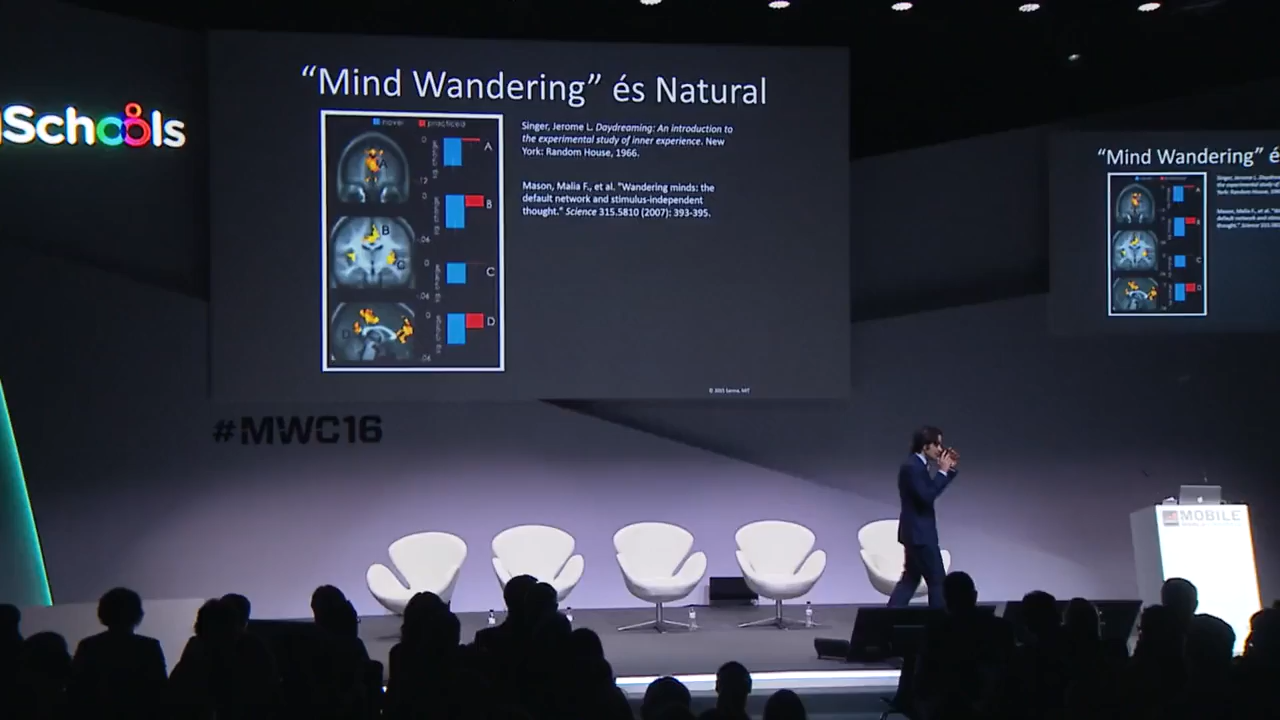 “Mind Wandering” és Natural
novel practiced
Singer, Jerome L. Daydreaming: An introduction to
the experimental study of inner experience. New
York: Random House, 1966.
Mason, Malia F., et al. "Wandering minds: the
default network and stimulus-independent
thought." Science 315.5810 (2007): 393-395.
A
B
C
D
Schools
#MWC16
“Mind Wandering” é
MOBILE